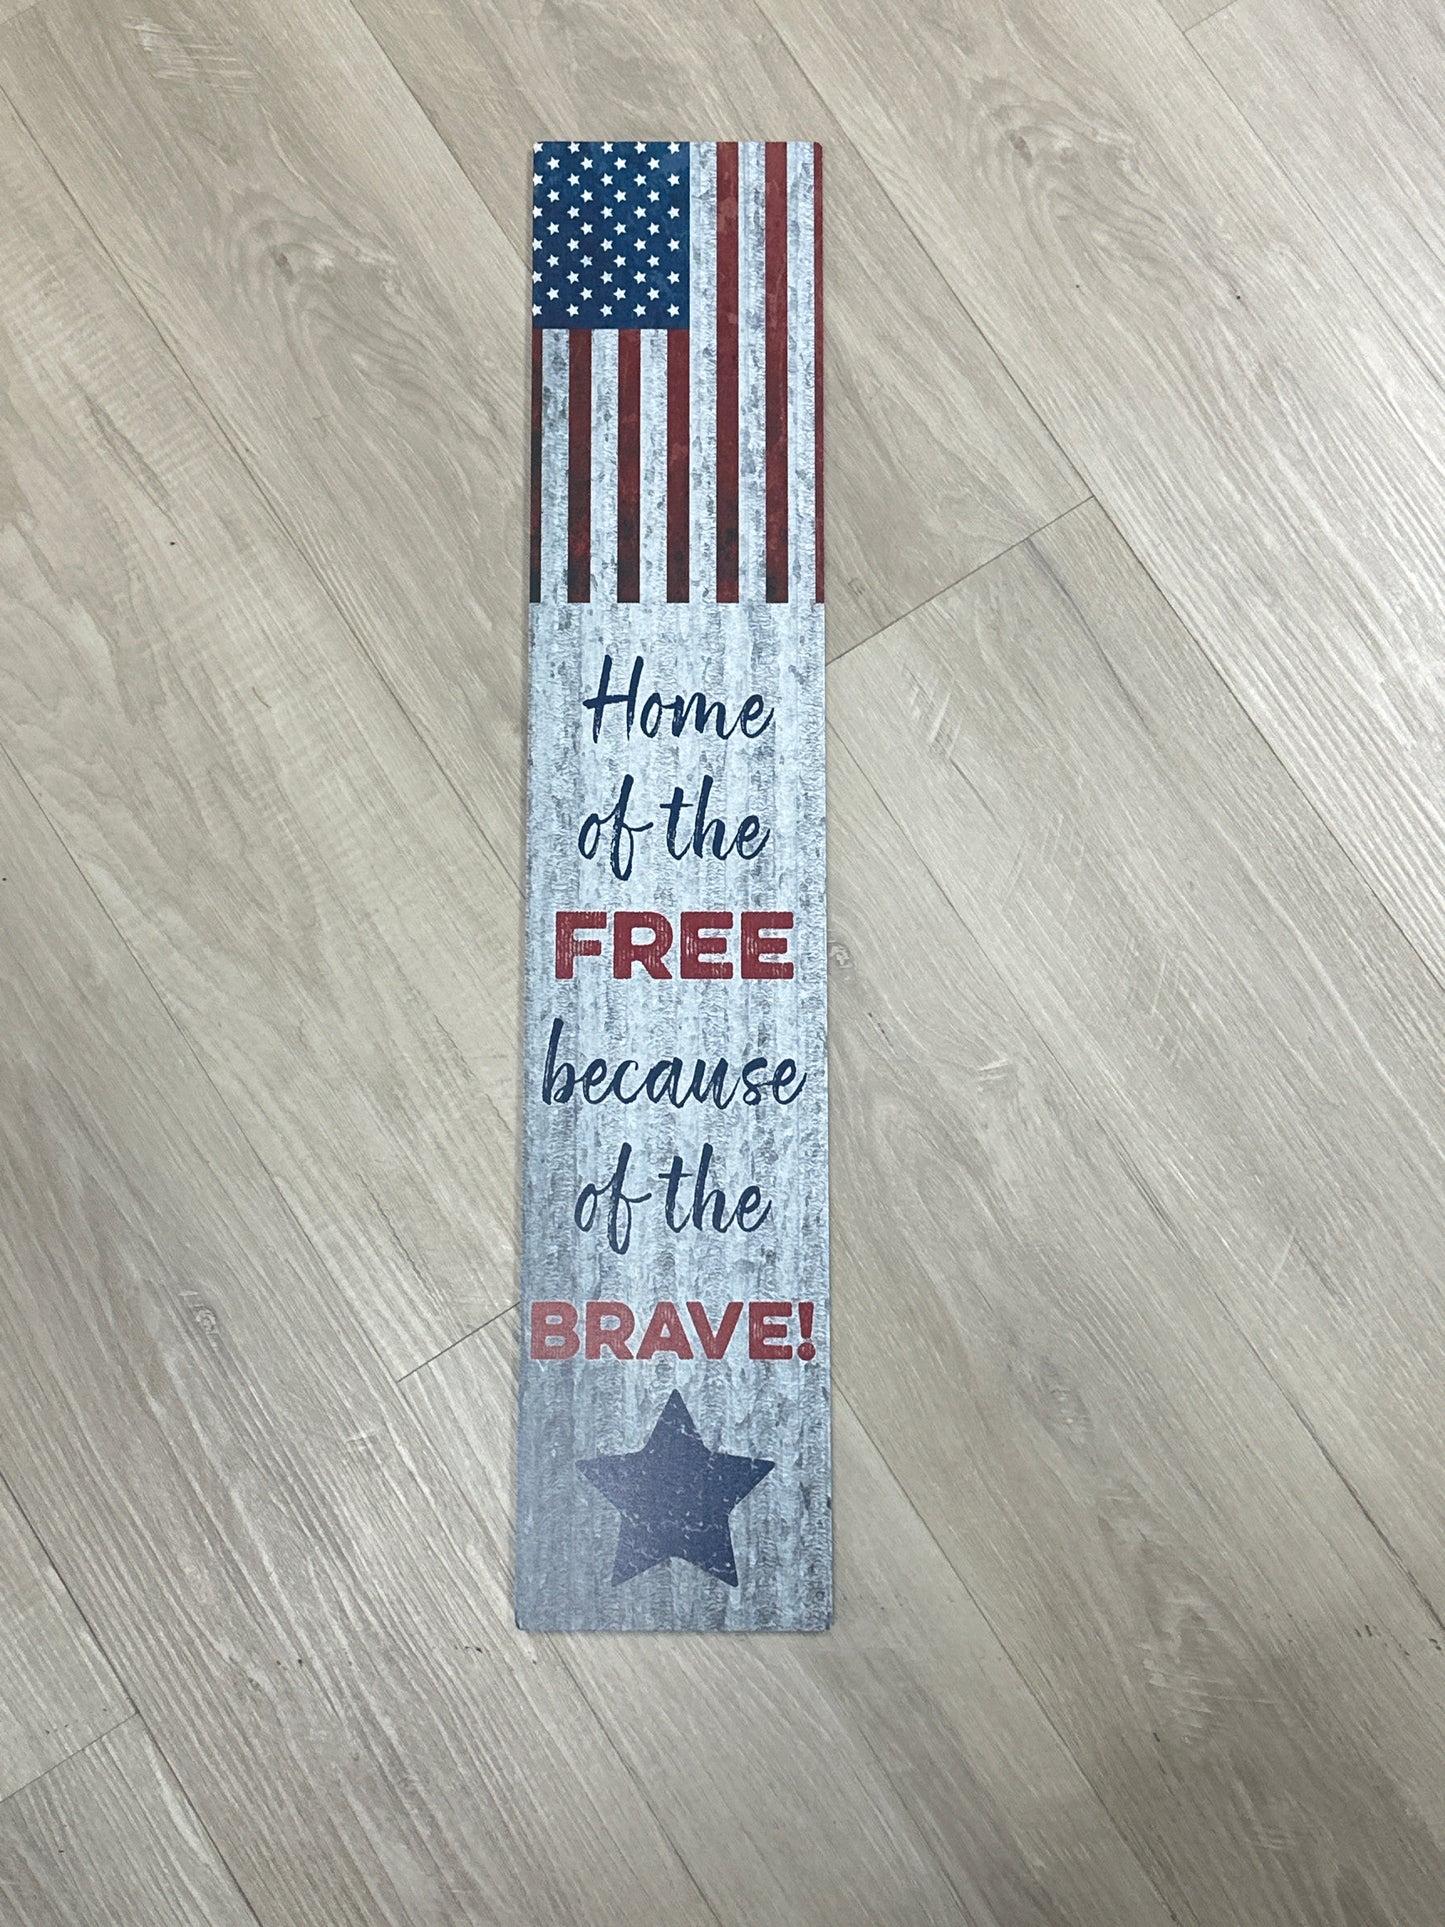 Home
of the
FREE
because
of the
BRAVE!